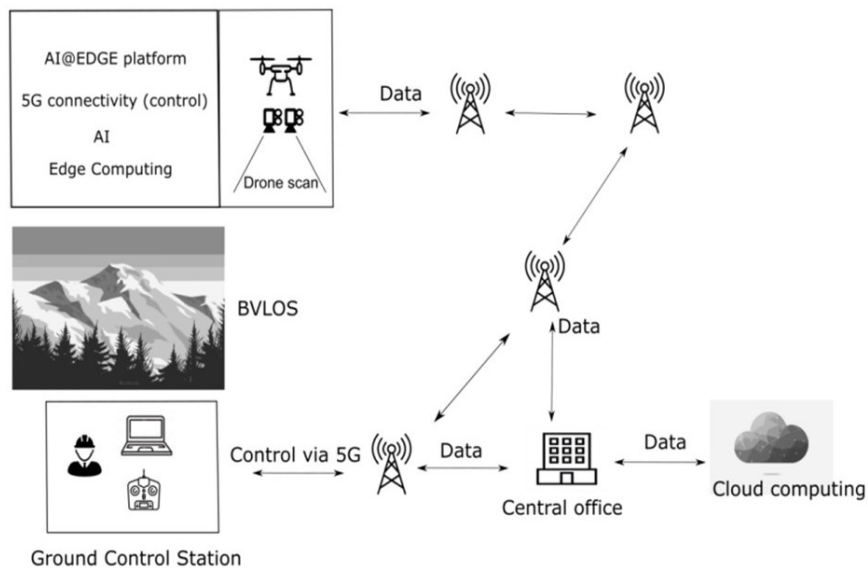 AI@EDGE platform
5G connectivity (control)
AI
Edge Computing
Drone scan
Data
BVLOS
Data
Control via 5G
Data
Data
Central office
Cloud computing
Ground Control Station